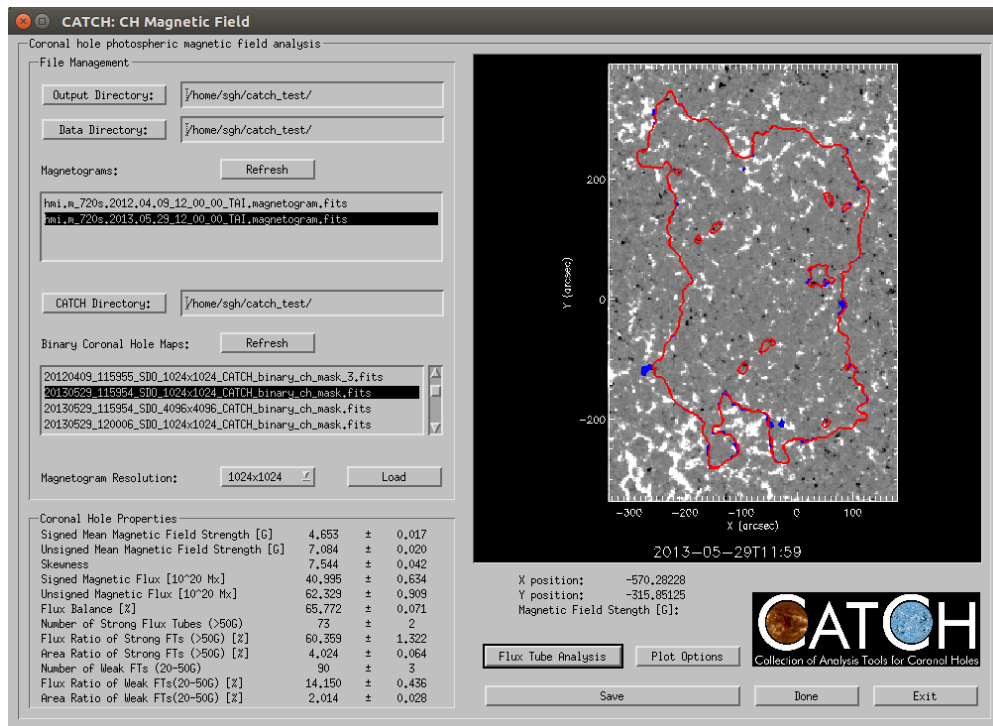 CATCH: CH Magnetic Field
Coronal hole photospheric magnetic field analysis
File Management
Output Directory: /home/sgh/catch_test/
Data Directory: /home/sgh/catch_test/
Magnetograms: Refresh
hmi.m_720s.2012.04.09_12_00_00_TAI.magnetogram.fits
hmi.m_720s.2013.05.29_12_00_00_TAI.magnetogram.fits
CATCH Directory: /home/sgh/catch_test/
Binary Coronal Hole Maps: Refresh
20120409_115955_SDO_1024x1024_CATCH_binary_ch_mask_3.fits
20130529_115954_SDO_1024x1024_CATCH_binary_ch_mask.fits
20130529_115954_SDO_4096x4096_CATCH_binary_ch_mask.fits
20130529_120006_SDO_1024x1024_CATCH_binary_ch_mask.fits
Magnetogram Resolution: 1024x1024 Load
Coronal Hole Properties
Signed Mean Magnetic Field Strength [G] 4.653 ± 0.017
Unsigned Mean Magnetic Field Strength [G] 7.084 ± 0.020
Skewness 7.544 ± 0.042
Signed Magnetic Flux [10^20 Mx] 40.995 ± 0.634
Unsigned Magnetic Flux [10^20 Mx] 62.329 ± 0.909
Flux Balance [%] 65.772 ± 0.071
Number of Strong Flux Tubes (>50G) 73 ± 2
Flux Ratio of Strong FTs (>50G) [%] 60.359 ± 1.322
Area Ratio of Strong FTs (>50G) [%] 4.024 ± 0.064
Number of Weak FTs (20-50G) 90 ± 3
Flux Ratio of Weak FTs(20-50G) [%] 14.150 ± 0.436
Area Ratio of Weak FTs(20-50G) [%] 2.014 ± 0.028
200
0
-200
Y (arcsec)
-300 -200 -100 0 100
X (arcsec)
2013-05-29T11:59
X position: -570.28228
Y position: -315.85125
Magnetic Field Stength [G]:
CATCH
Collection of Analysis Tools for Coronal Holes
Flux Tube Analysis Plot Options
Save Done Exit